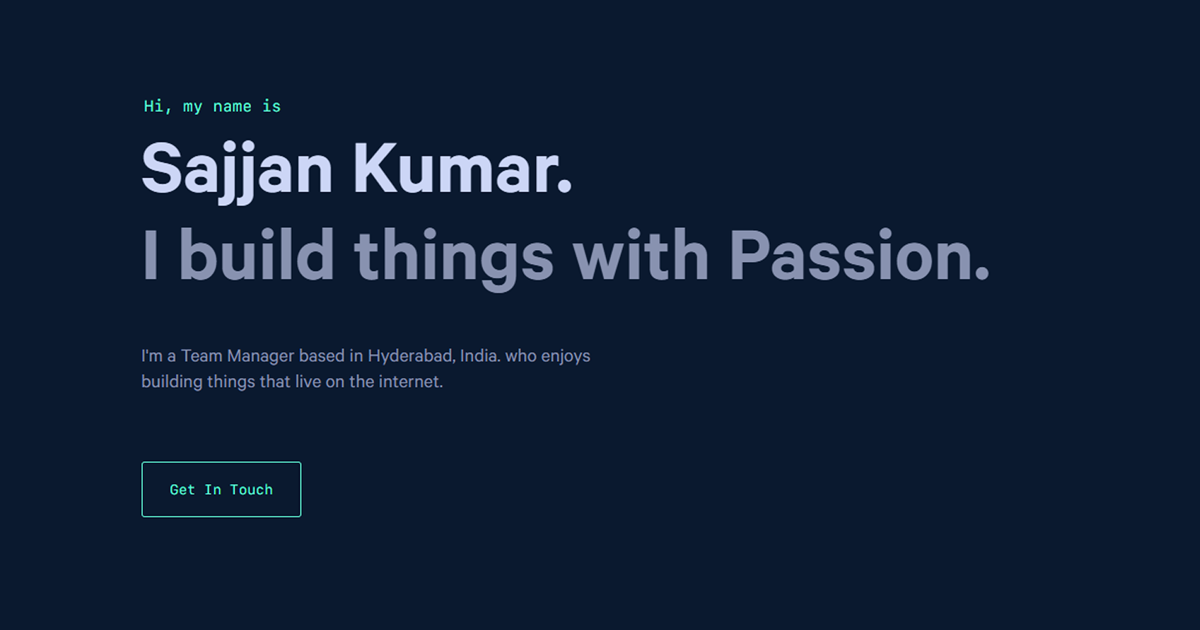 Hi, my name is
Sajjan Kumar.
I build things with Passion.
I'm a Team Manager based in Hyderabad, India. who enjoys
building things that live on the internet.
Get In Touch